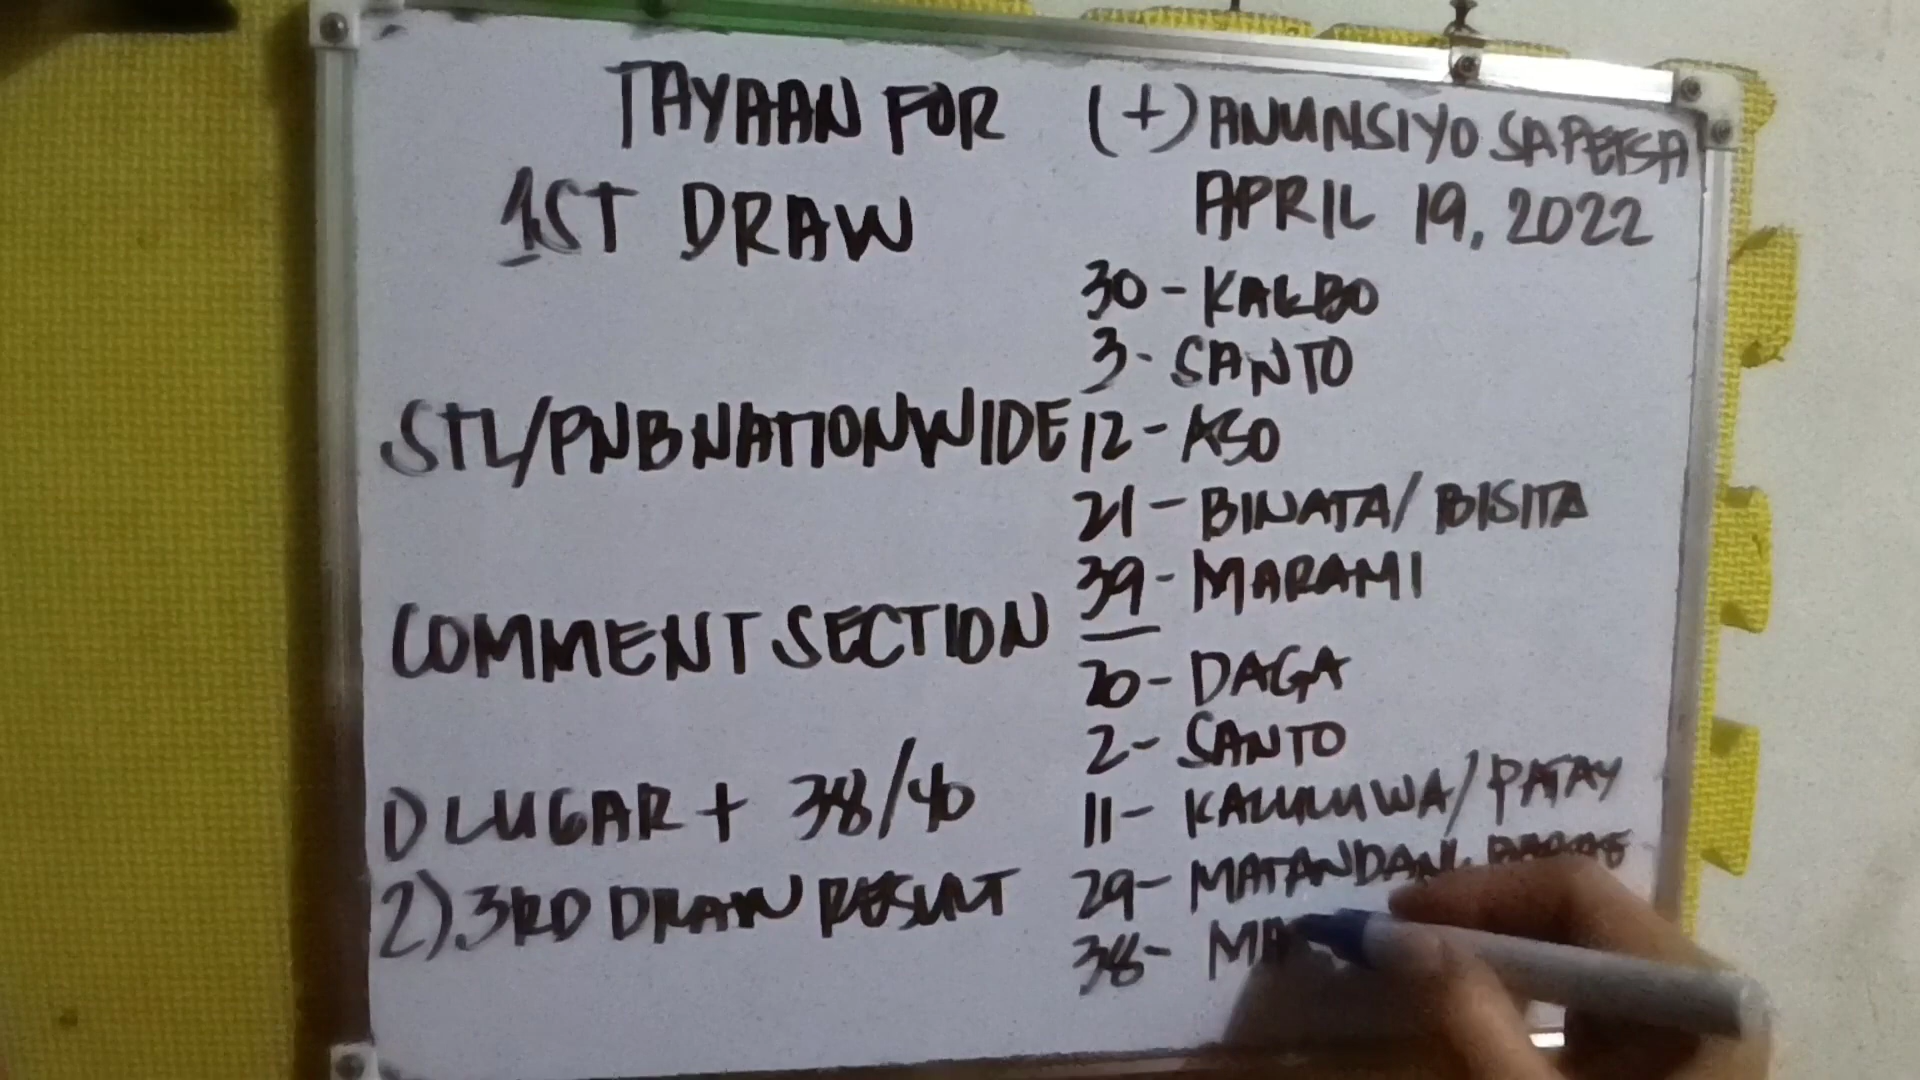 TAYAAN FOR
1ST DRAW
STL/PNB NATIONWIDE
COMMENT SECTION
D LUGAR + 38/40
2).3RD DRAW RESULT
(+) ANUNSIYO SA PETSA
APRIL 19, 2022
30 - KALBO
3 - SANTO
12 - ASO
21 - BINATA/ BISITA
39 - MARAMI
20 - DAGA
2 - SANTO
11 - KALULUWA/ PATAY
29 - MATANDANG
38 - MA